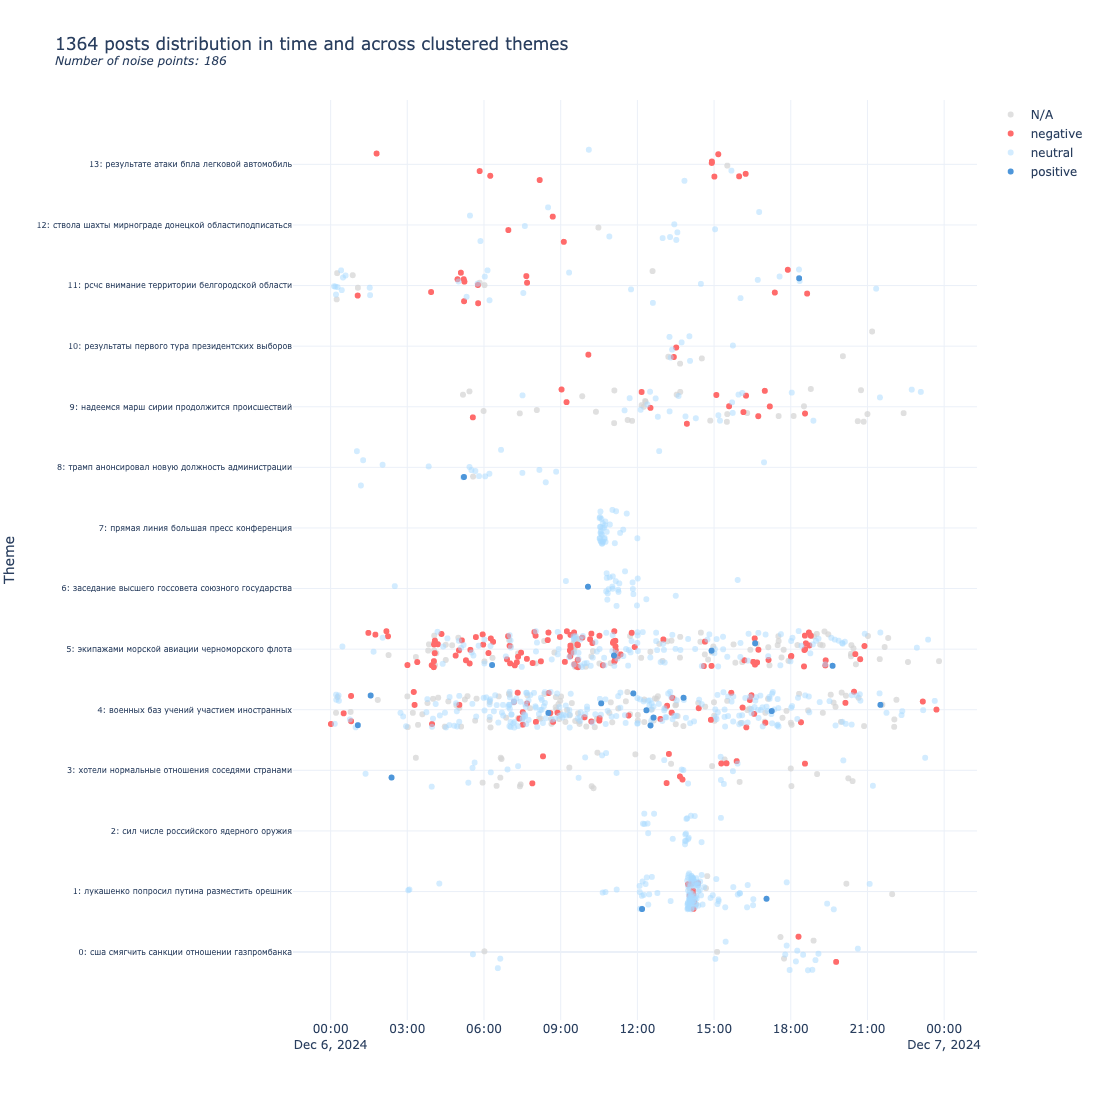 1364 posts distribution in time and across clustered themes
Number of noise points: 186
N/A
negative
neutral
positive
Theme
13: результате атаки бпла легковой автомобиль
12: ствола шахты мирнограде донецкой областиподписаться
11: рсчс внимание территории белгородской области
10: результаты первого тура президентских выборов
9: надеемся марш сирии продолжится происшествий
8: трамп анонсировал новую должность администрации
7: прямая линия большая пресс конференция
6: заседание высшего госсовета союзного государства
5: экипажами морской авиации черноморского флота
4: военных баз учений участием иностранных
3: хотели нормальные отношения соседями странами
2: сил числе российского ядерного оружия
1: лукашенко попросил путина разместить орешник
0: сша смягчить санкции отношении газпромбанка
00:00 03:00 06:00 09:00 12:00 15:00 18:00 21:00 00:00
Dec 6, 2024 Dec 7, 2024